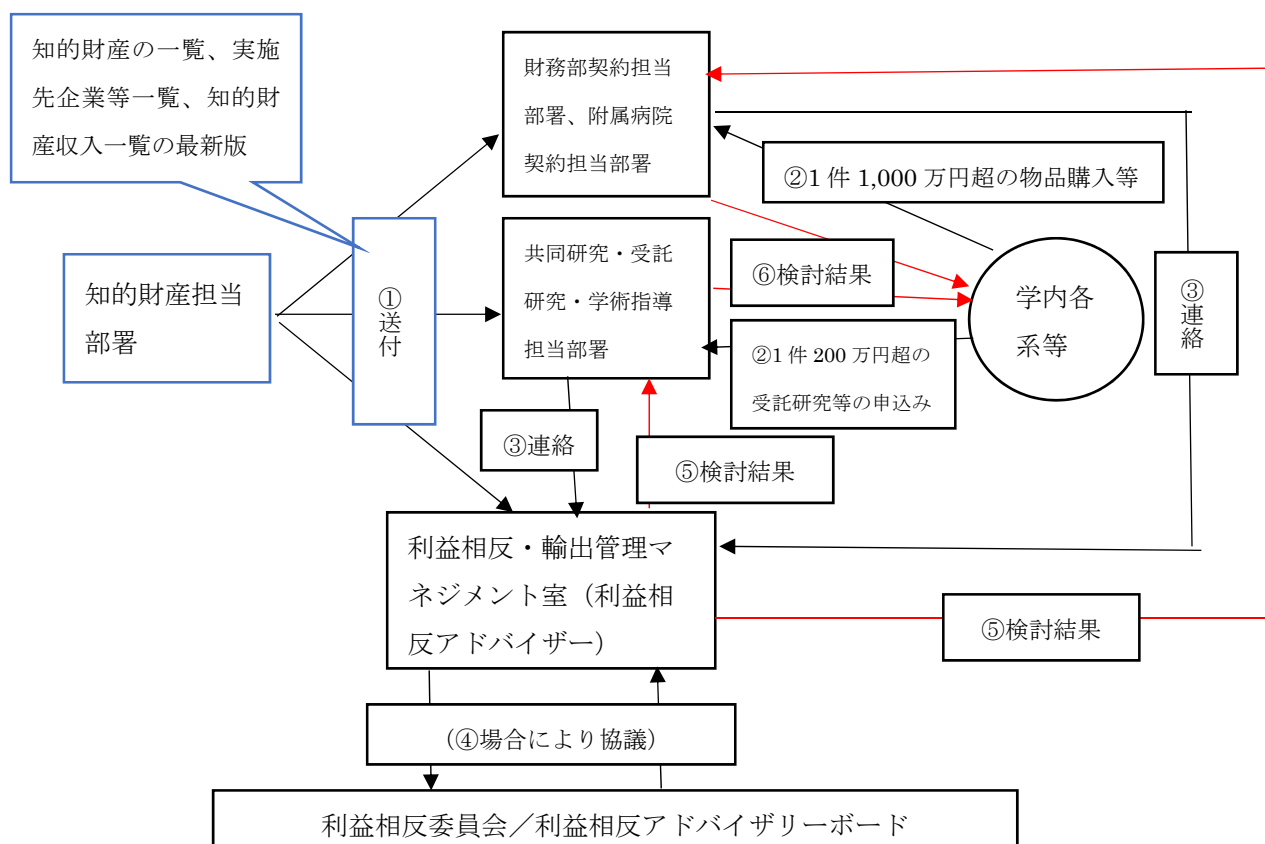 知的財産の一覧、実施
先企業等一覧、知的財
産収入一覧の最新版
知的財産担当
部署
①送付
財務部契約担当
部署、附属病院
契約担当部署
②1 件 1,000 万円超の物品購入等
共同研究・受託
研究・学術指導
担当部署
⑥検討結果
②1 件 200 万円超の
受託研究等の申込み
学内各
系等
③連絡
③連絡
⑤検討結果
利益相反・輸出管理マ
ネジメント室（利益相
反アドバイザー）
⑤検討結果
（④場合により協議）
利益相反委員会／利益相反アドバイザリーボード